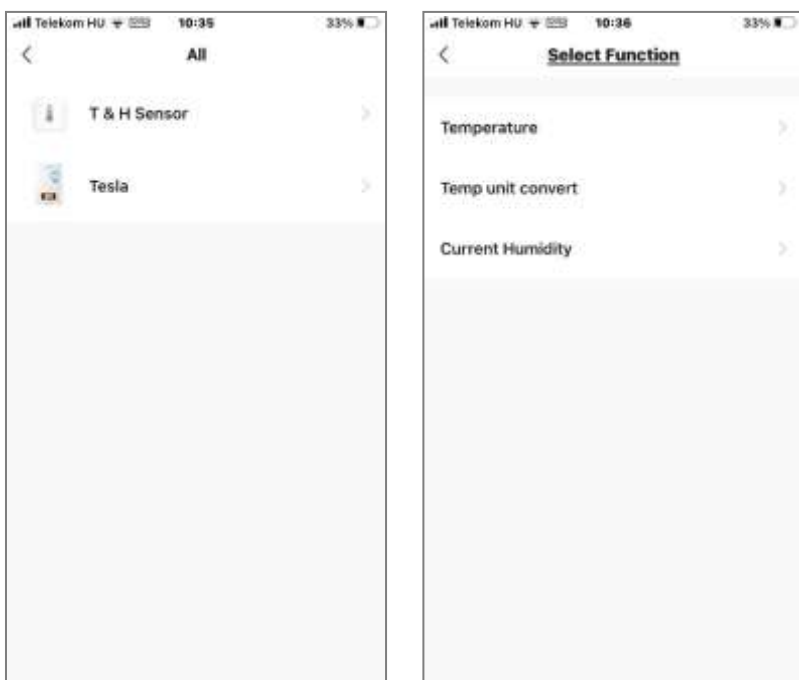 Telekom HU 10:35 33%
All
T & H Sensor
Tesla
Telekom HU 10:36 33%
Select Function
Temperature
Temp unit convert
Current Humidity